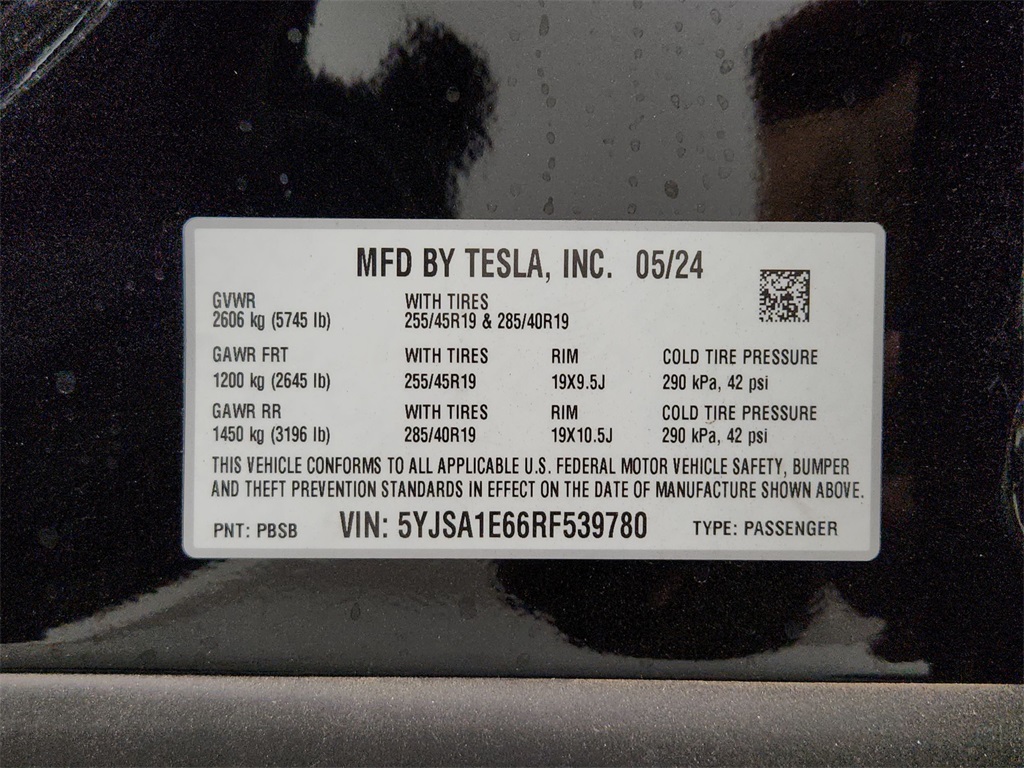 MFD BY TESLA, INC. 05/24
GVWR WITH TIRES
2606 kg (5745 lb) 255/45R19 & 285/40R19
GAWR FRT WITH TIRES RIM COLD TIRE PRESSURE
1200 kg (2645 lb) 255/45R19 19X9.5J 290 kPa, 42 psi
GAWR RR WITH TIRES RIM COLD TIRE PRESSURE
1450 kg (3196 lb) 285/40R19 19X10.5J 290 kPa, 42 psi
THIS VEHICLE CONFORMS TO ALL APPLICABLE U.S. FEDERAL MOTOR VEHICLE SAFETY, BUMPER
AND THEFT PREVENTION STANDARDS IN EFFECT ON THE DATE OF MANUFACTURE SHOWN ABOVE.
PNT: PBSB VIN: 5YJSA1E66RF539780 TYPE: PASSENGER